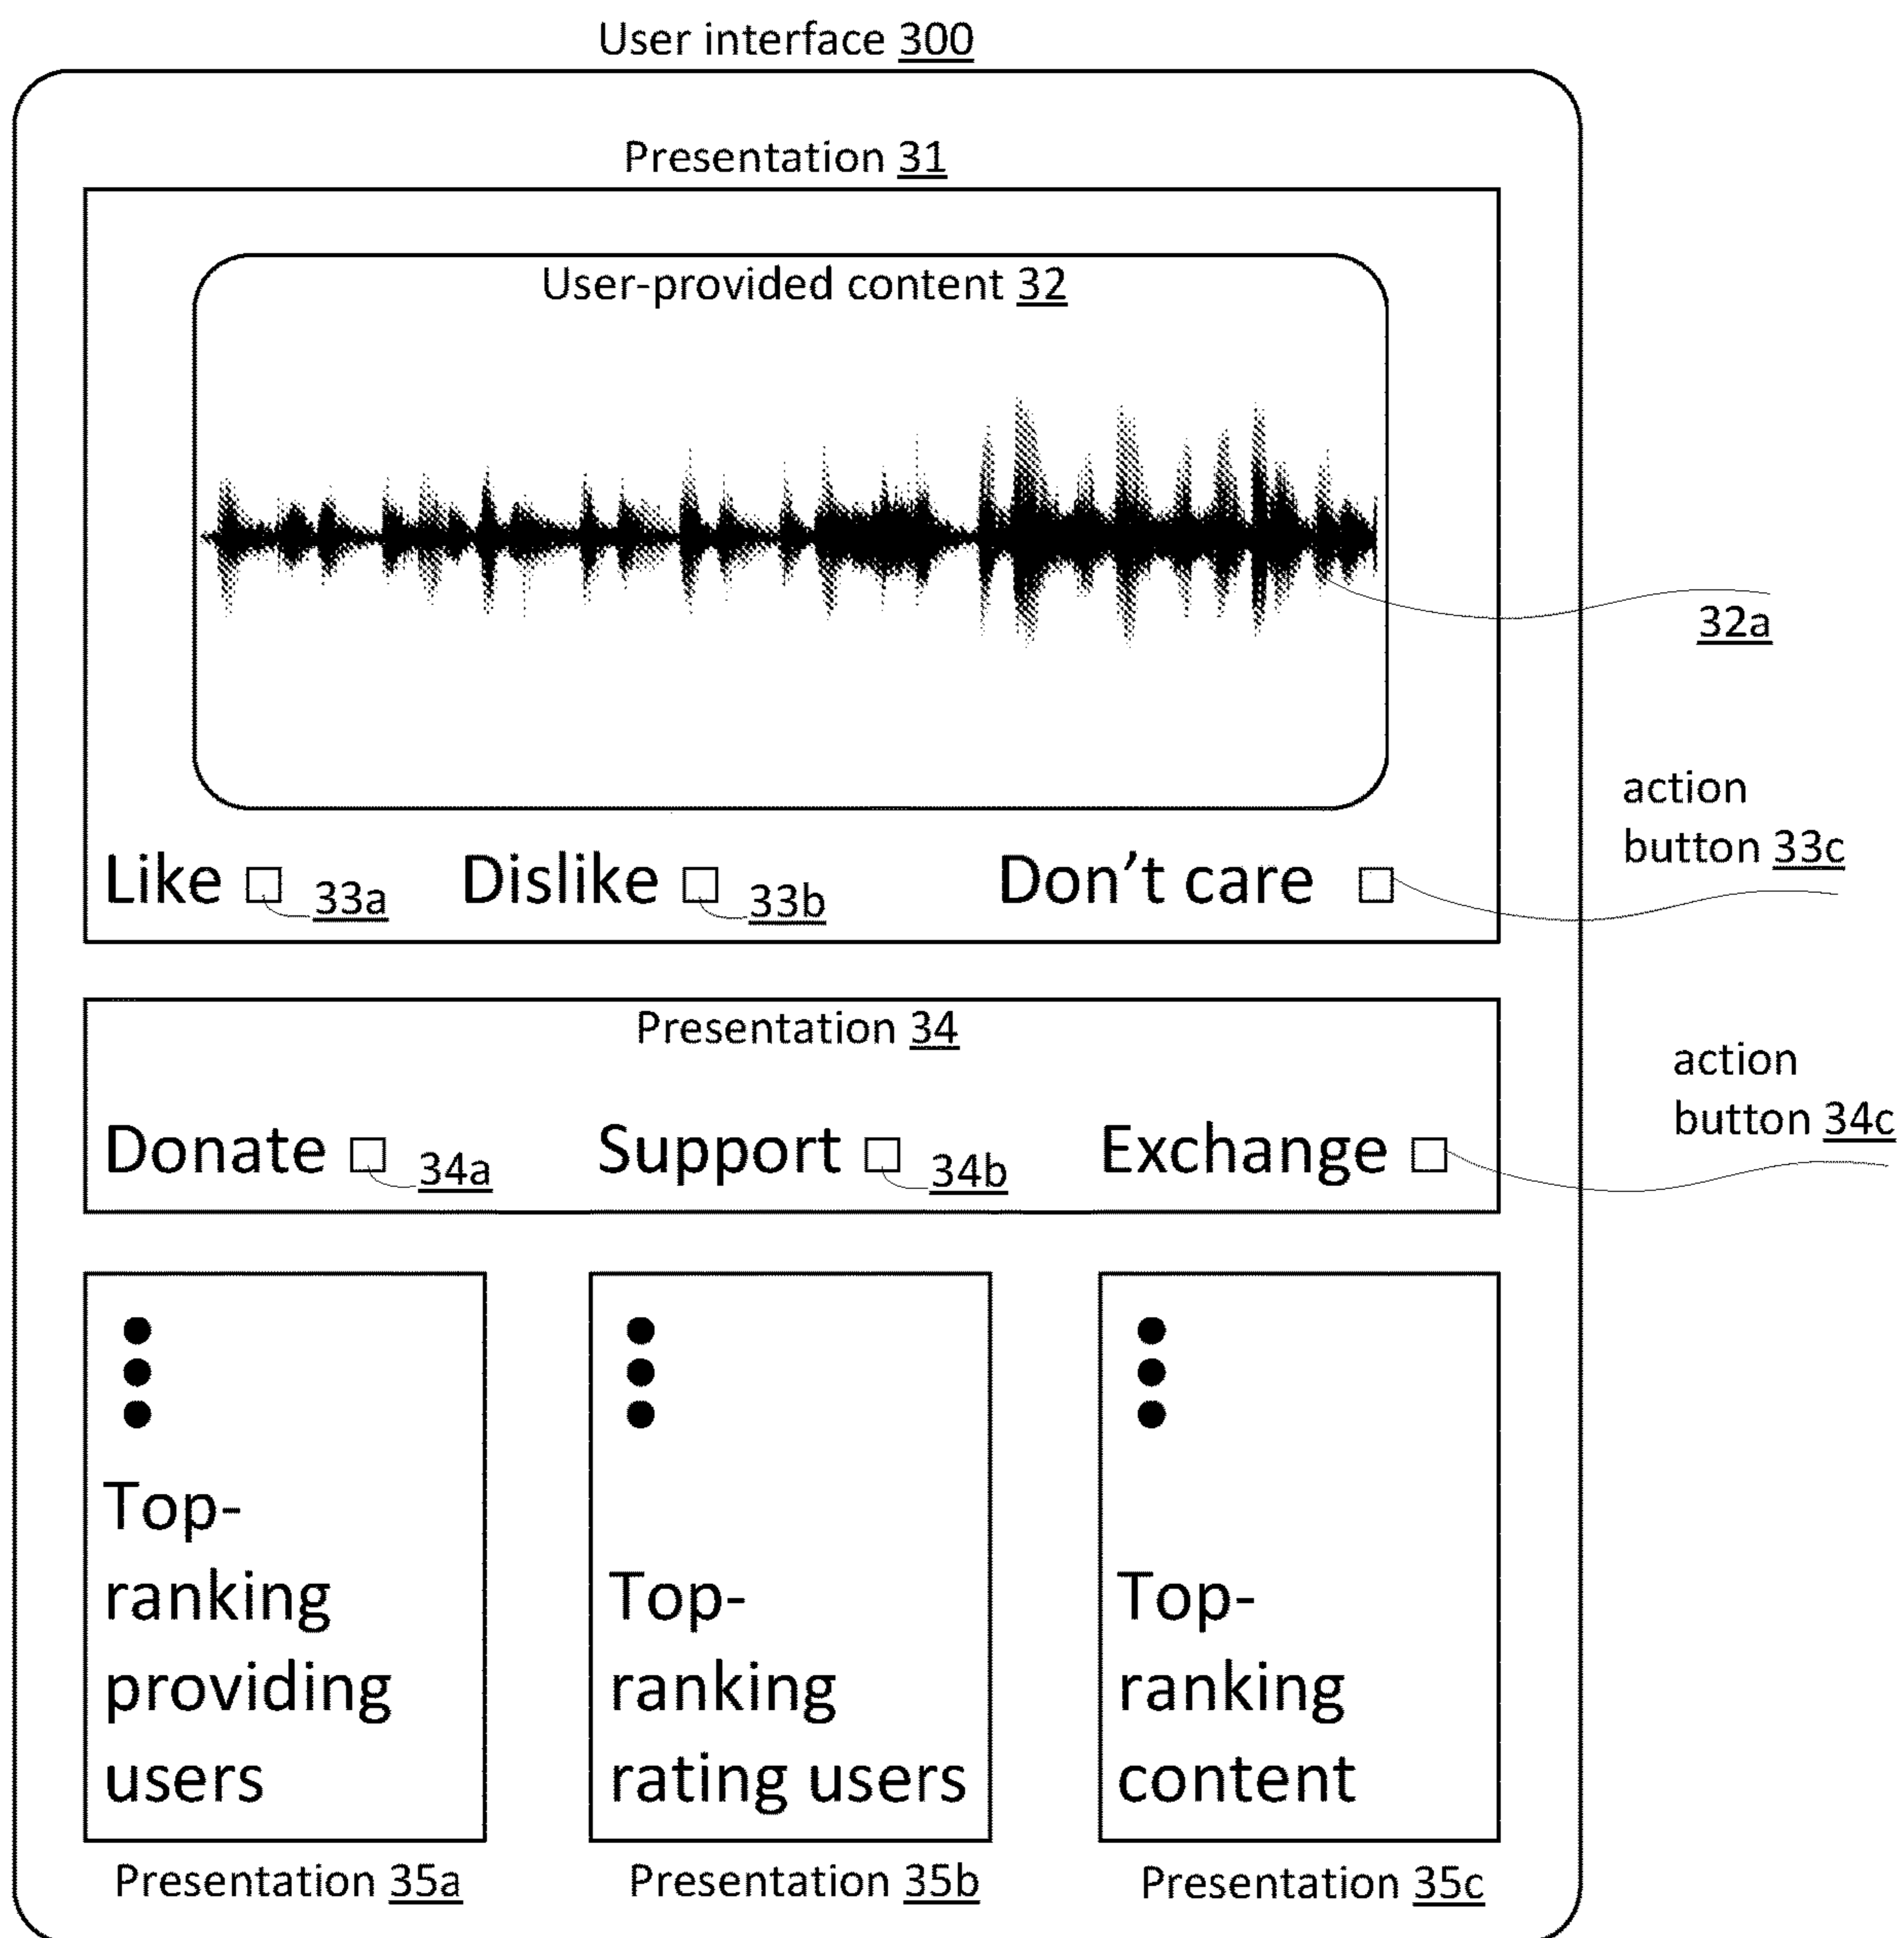 User interface 300
Presentation 31
User-provided content 32
32a
action
button 33c
Like 33a Dislike 33b Don't care
Presentation 34
action
button 34c
Donate 34a Support 34b Exchange
Top-
ranking
providing
users
Top-
ranking
rating users
Top-
ranking
content
Presentation 35a
Presentation 35b
Presentation 35c